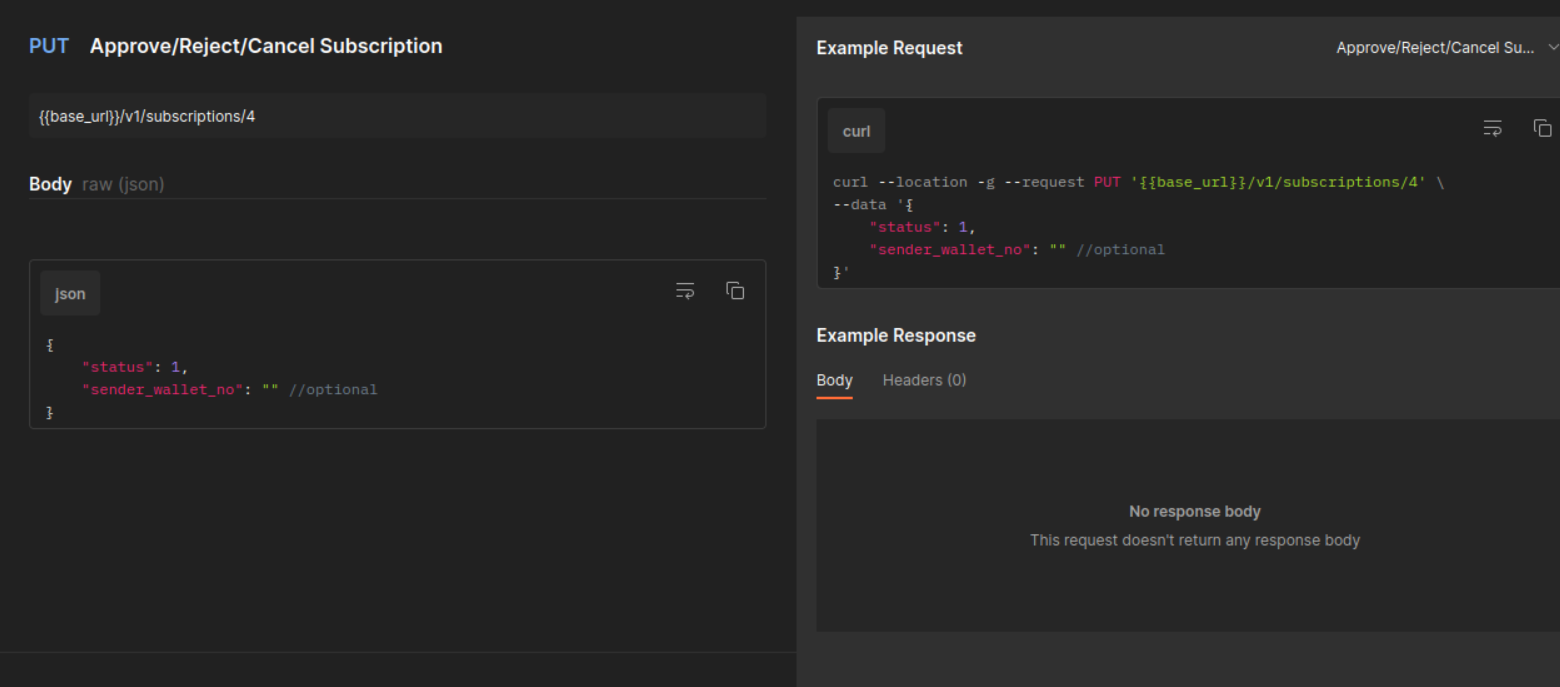 PUT Approve/Reject/Cancel Subscription
{{base_url}}/v1/subscriptions/4
Body raw (json)
json
{
    "status": 1,
    "sender_wallet_no": "" //optional
}
Example Request
Approve/Reject/Cancel Su...
curl
curl --location -g --request PUT '{{base_url}}/v1/subscriptions/4' \
--data '{
    "status": 1,
    "sender_wallet_no": "" //optional
}'
Example Response
Body Headers (0)
No response body
This request doesn't return any response body